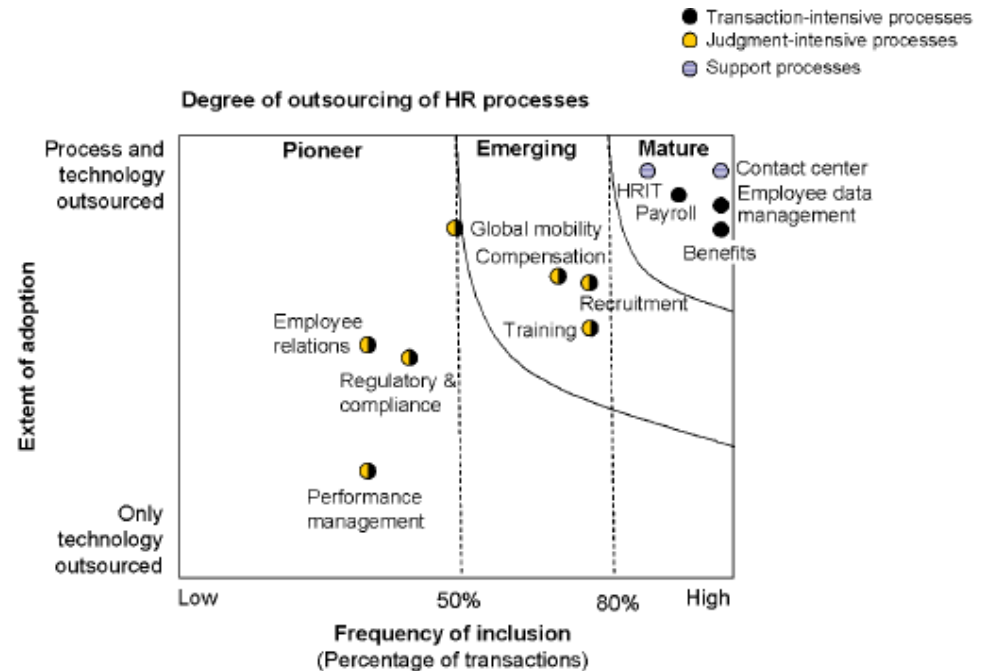 Transaction-intensive processes
Judgment-intensive processes
Support processes
Degree of outsourcing of HR processes
Process and
technology
outsourced
Pioneer
Emerging
Mature
Contact center
HRIT
Employee data
management
Payroll
Benefits
Global mobility
Compensation
Recruitment
Training
Employee
relations
Regulatory &
compliance
Performance
management
Extent of adoption
Only
technology
outsourced
Low
50%
80%
High
Frequency of inclusion
(Percentage of transactions)